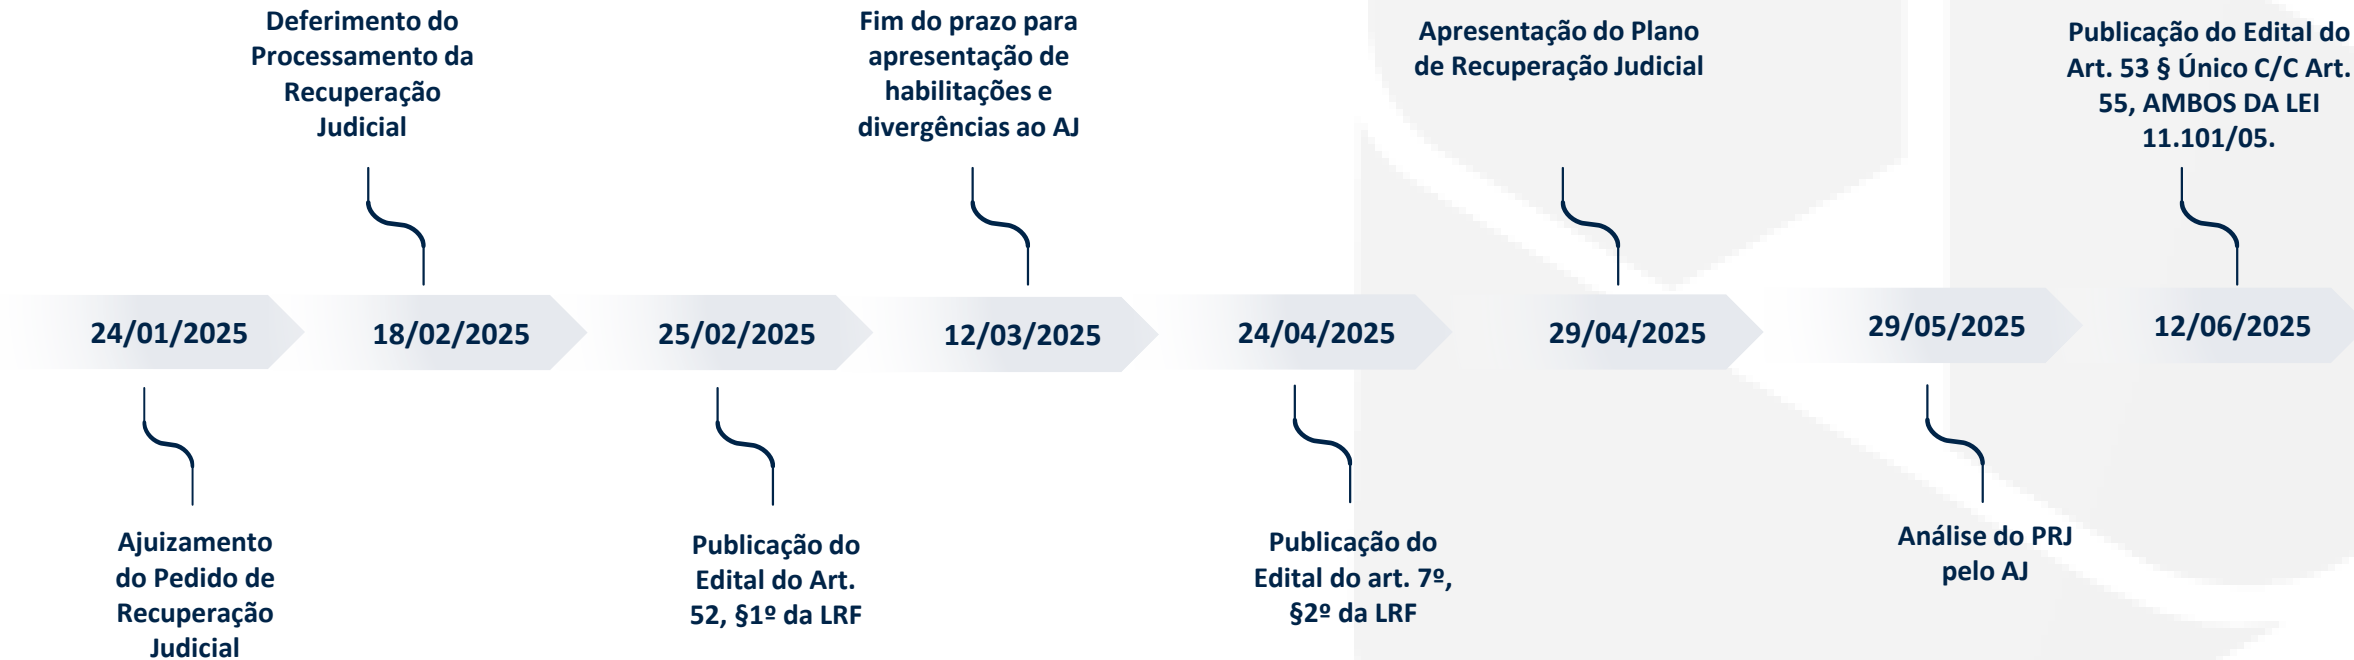 Deferimento do
Processamento da
Recuperação
Judicial
Fim do prazo para
apresentação de
habilitações e
divergências ao AJ
Apresentação do Plano
de Recuperação Judicial
Publicação do Edital do
Art. 53 § Único C/C Art.
55, AMBOS DA LEI
11.101/05.
24/01/2025
18/02/2025
25/02/2025
12/03/2025
24/04/2025
29/04/2025
29/05/2025
12/06/2025
Ajuizamento
do Pedido de
Recuperação
Judicial
Publicação do
Edital do Art.
52, §1º da LRF
Publicação do
Edital do art. 7º,
§2º da LRF
Análise do PRJ
pelo AJ